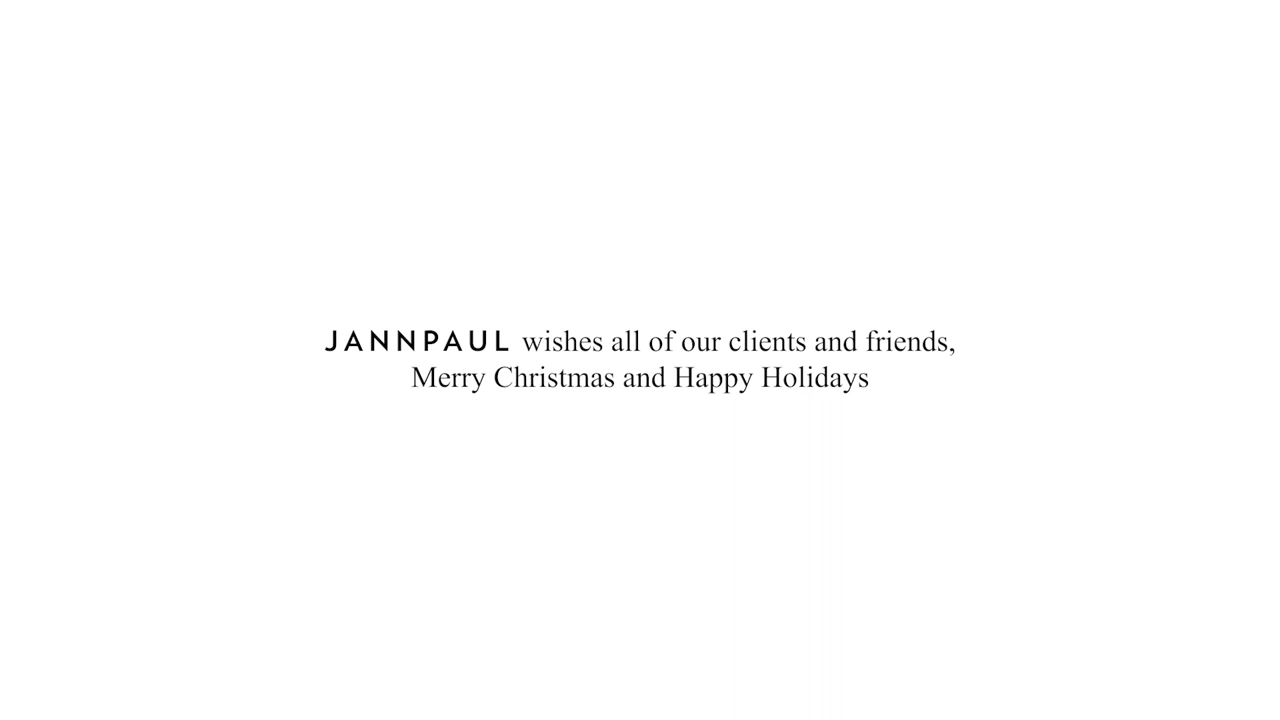 JANNPAUL wishes all of our clients and friends,
Merry Christmas and Happy Holidays